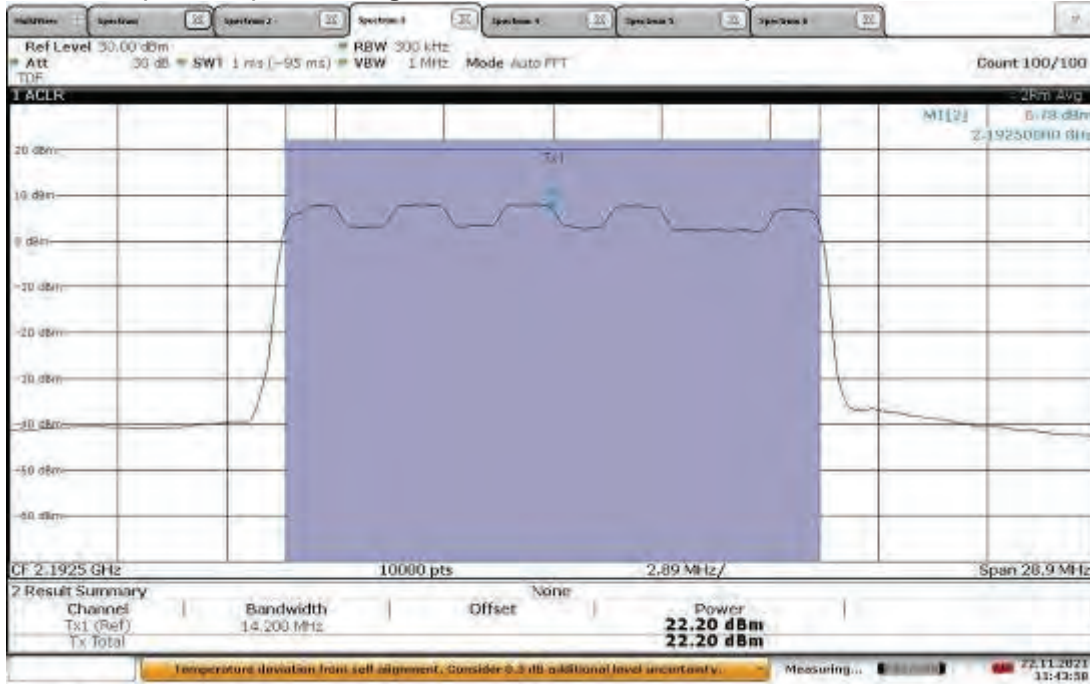 MultiView Spectrum Spectrum 2 Spectrum 3 Spectrum 4 Spectrum 5 Spectrum 6
Ref Level 30.00 dBm RBW 300 kHz
Att 30 dB SWT 1 ms (~95 ms) VBW 1 MHz Mode Auto FFT Count 100/100
TDF
1 ACLR 2Rm Avg
M1[2] 6.78 dBm
2.19250000 GHz
20 dBm
Tx1
10 dBm
0 dBm
-10 dBm
-20 dBm
-30 dBm
-40 dBm
-50 dBm
-60 dBm
CF 2.1925 GHz 10000 pts 2.89 MHz/ Span 28.9 MHz
2 Result Summary None
Channel Bandwidth Offset Power
Tx1 (Ref) 14.200 MHz 22.20 dBm
Tx Total 22.20 dBm
Temperature deviation from self alignment. Consider 0.3 dB additional level uncertainty. Measuring... 22.11.2021
11:43:50